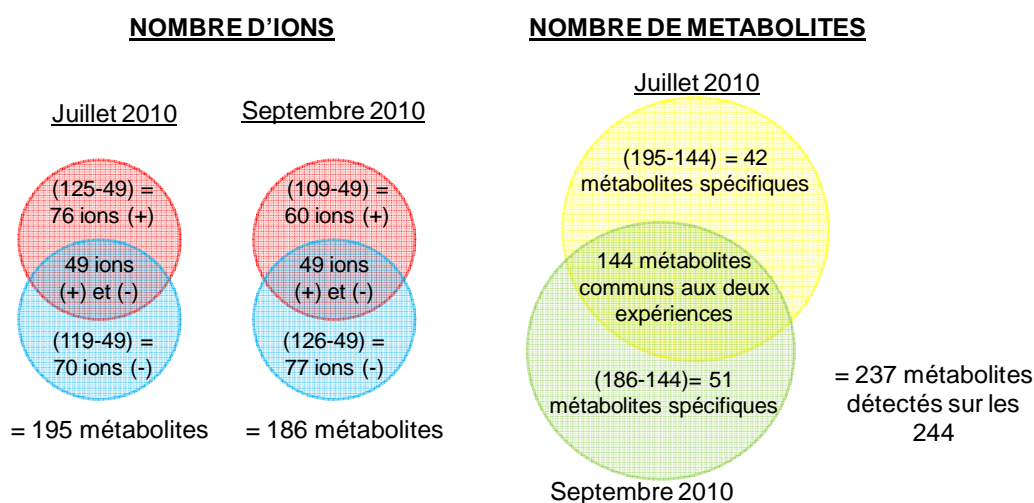 NOMBRE D'IONS
Juillet 2010
(125-49) =
76 ions (+)
49 ions
(+) et (-)
(119-49) =
70 ions (-)
= 195 métabolites
Septembre 2010
(109-49) =
60 ions (+)
49 ions
(+) et (-)
(126-49) =
77 ions (-)
= 186 métabolites
NOMBRE DE METABOLITES
Juillet 2010
(195-144) = 42
métabolites spécifiques
144 métabolites
communs aux deux
expériences
(186-144)= 51
métabolites spécifiques
Septembre 2010
= 237 métabolites
détectés sur les
244